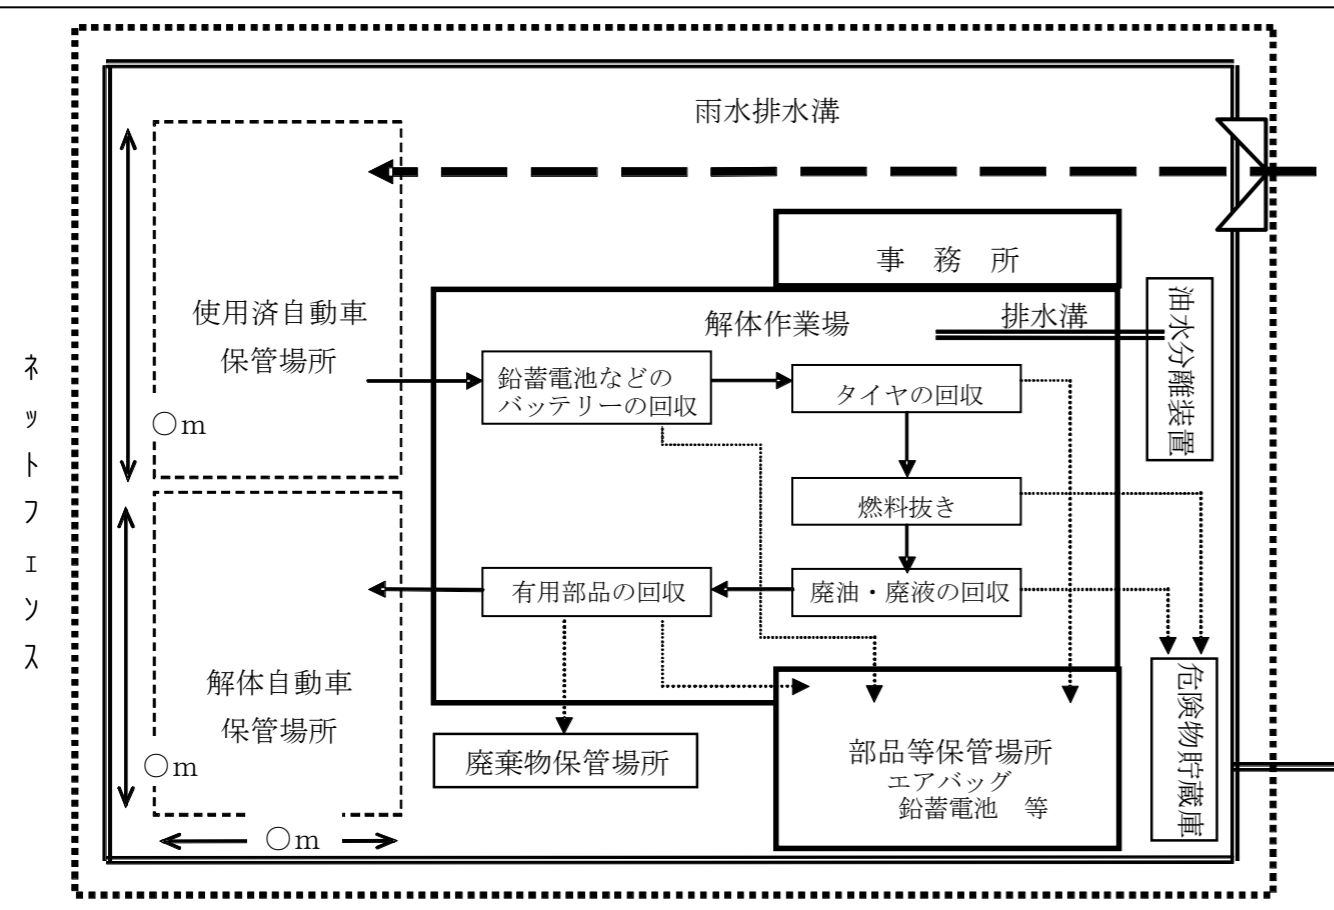 雨水排水溝
事　務　所
使用済自動車
保管場所
〇m
解体作業場
排水溝
油水分離装置
鉛蓄電池などの
バッテリーの回収
タイヤの回収
燃料抜き
廃油・廃液の回収
有用部品の回収
ネットフェンス
解体自動車
保管場所
〇m
〇m
廃棄物保管場所
部品等保管場所
エアバッグ
鉛蓄電池　等
危険物貯蔵庫